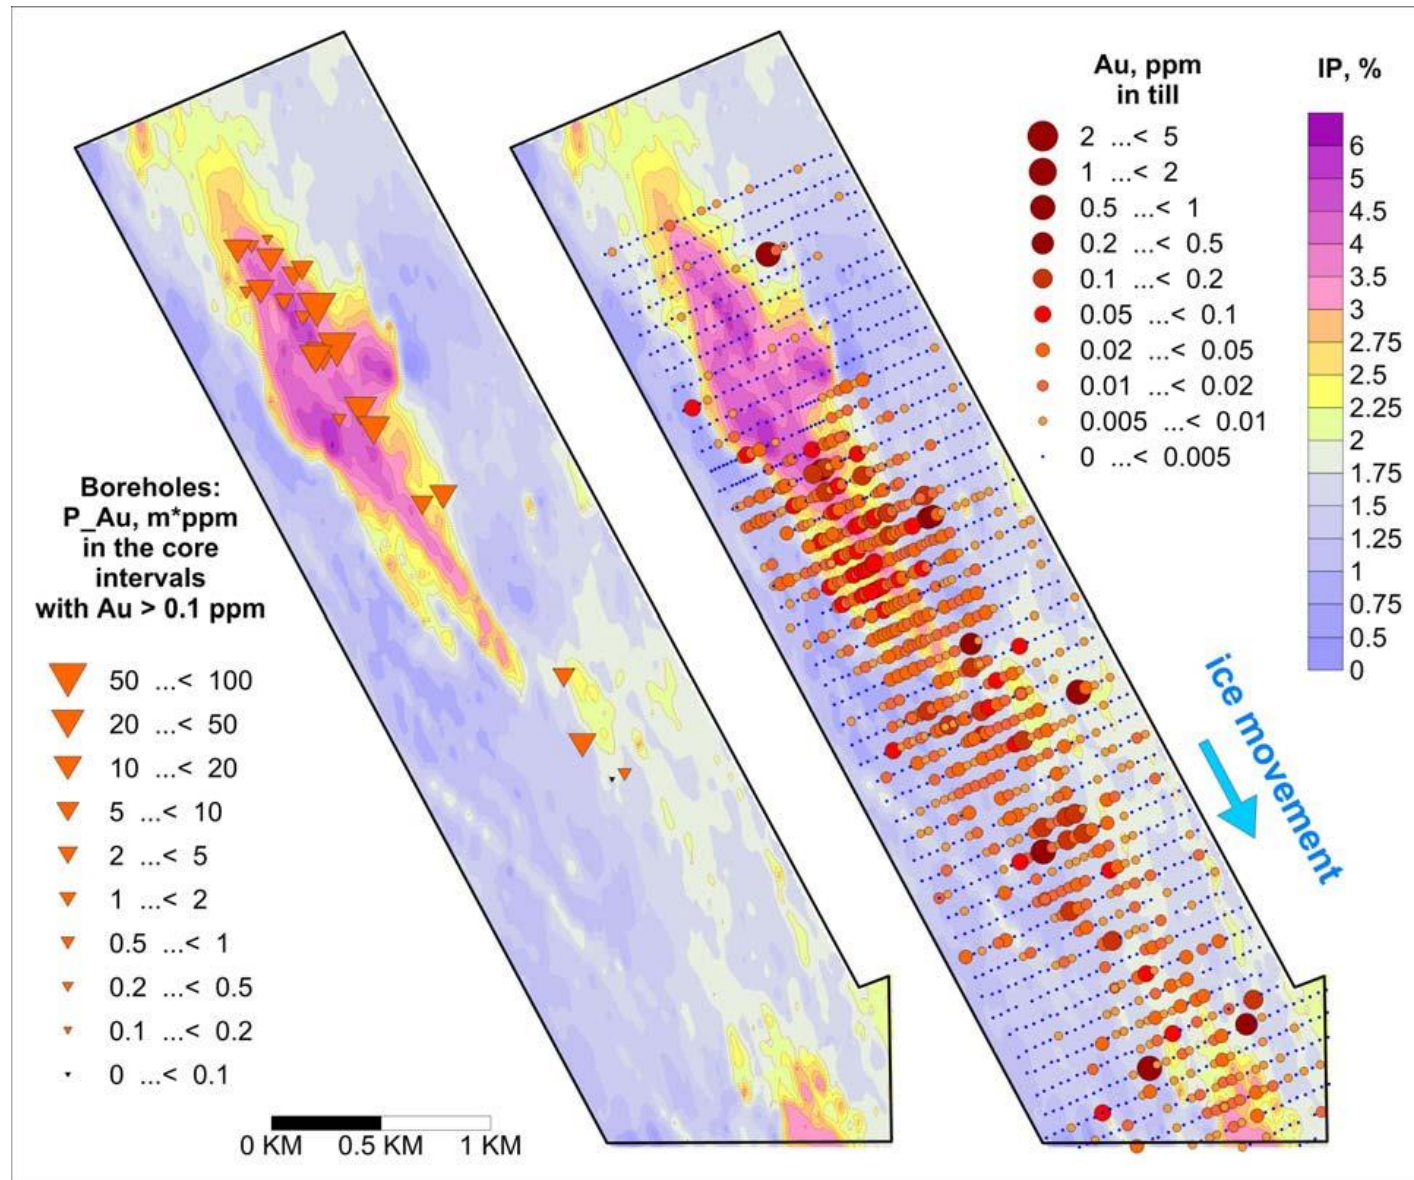 Au, ppm
in till
2 ...< 5
1 ...< 2
0.5 ...< 1
0.2 ...< 0.5
0.1 ...< 0.2
0.05 ...< 0.1
0.02 ...< 0.05
0.01 ...< 0.02
0.005 ...< 0.01
0 ...< 0.005
IP, %
6
5
4.5
4
3.5
3
2.75
2.5
2.25
2
1.75
1.5
1.25
1
0.75
0.5
0
Boreholes:
P_Au, m*ppm
in the core
intervals
with Au > 0.1 ppm
50 ...< 100
20 ...< 50
10 ...< 20
5 ...< 10
2 ...< 5
1 ...< 2
0.5 ...< 1
0.2 ...< 0.5
0.1 ...< 0.2
0 ...< 0.1
ice movement
0 KM 0.5 KM 1 KM